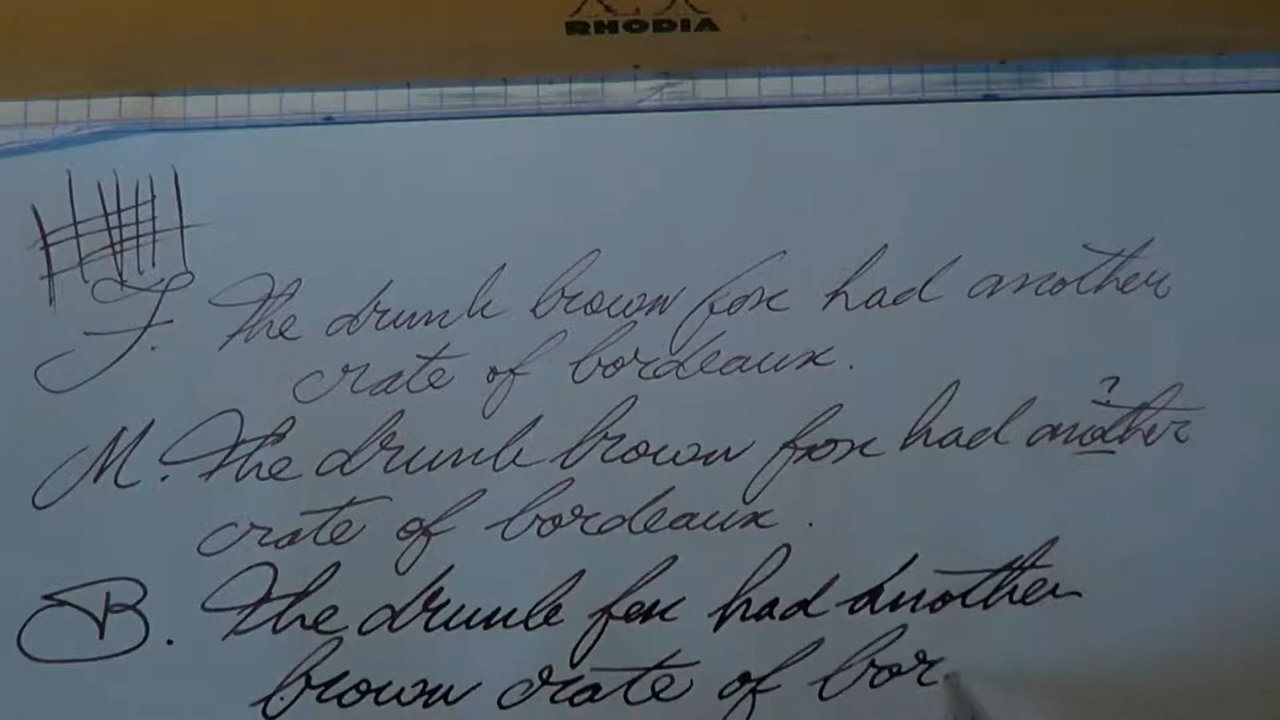 RHODIA
F. The drunk brown fox had another
crate of bordeaux.
?
M. The drunk brown fox had another
crate of bordeaux.
B. The drunk fox had another
brown crate of bor